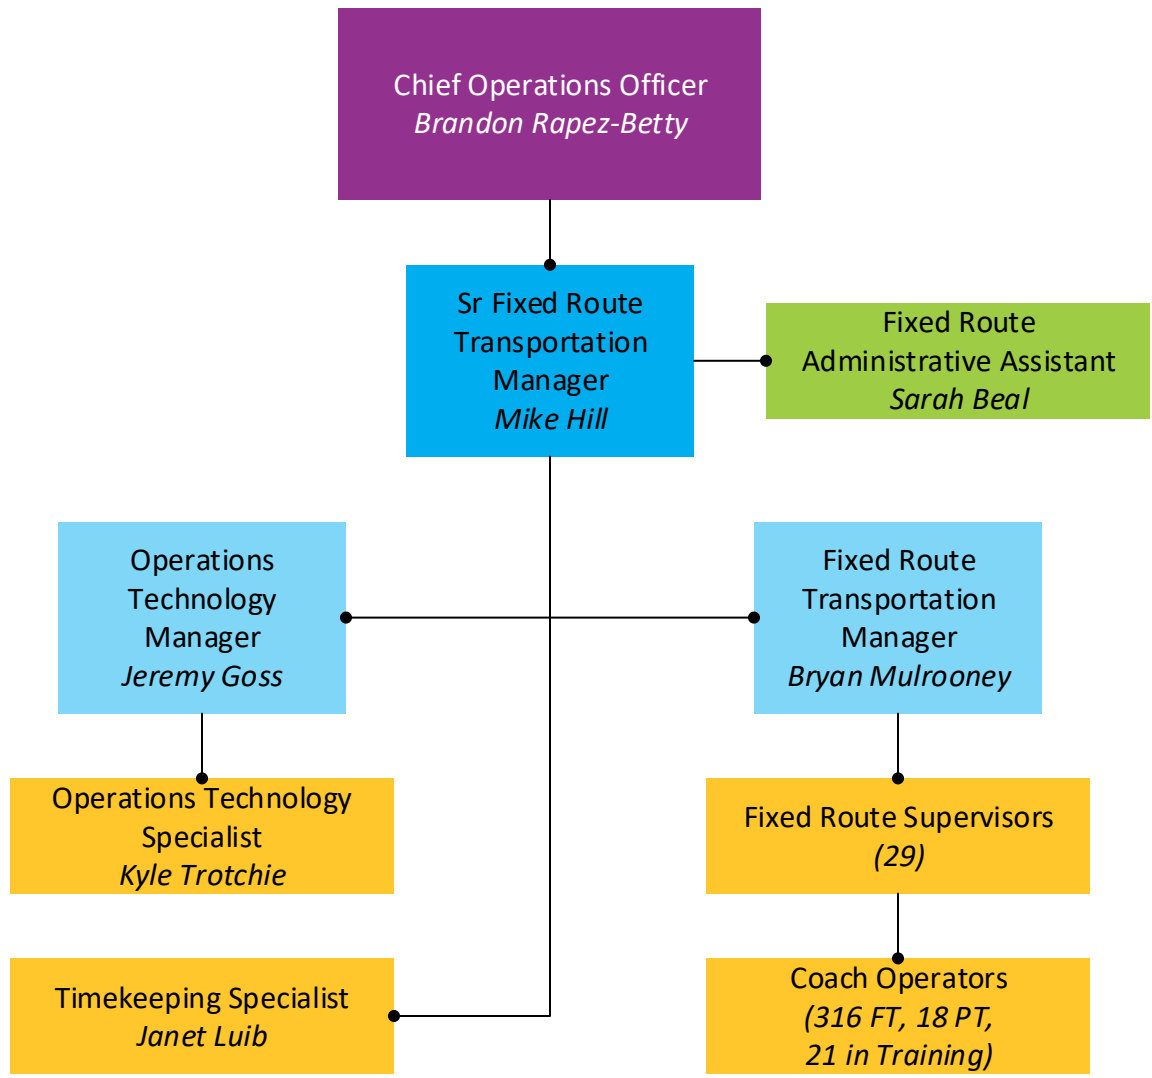 Chief Operations Officer
Brandon Rapez-Betty
Sr Fixed Route
Transportation
Manager
Mike Hill
Fixed Route
Administrative Assistant
Sarah Beal
Operations
Technology
Manager
Jeremy Goss
Fixed Route
Transportation
Manager
Bryan Mulrooney
Operations Technology
Specialist
Kyle Trotchie
Fixed Route Supervisors
(29)
Timekeeping Specialist
Janet Luib
Coach Operators
(316 FT, 18 PT,
21 in Training)